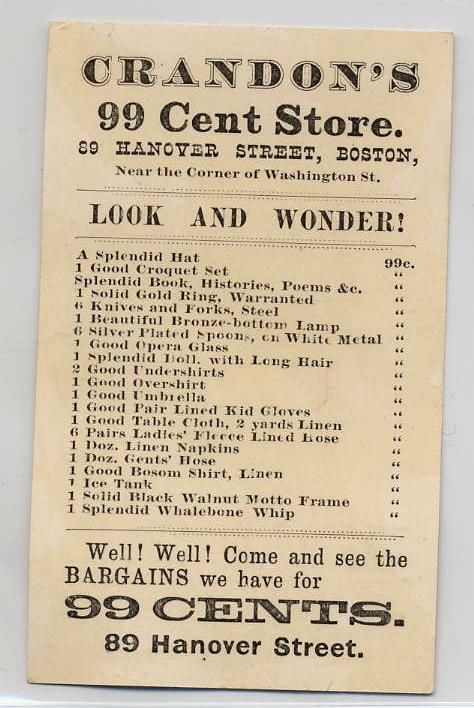 CRANDON'S
99 Cent Store.
89 HANOVER STREET, BOSTON,
Near the Corner of Washington St.
LOOK AND WONDER!
A Splendid Hat 99c.
1 Good Croquet Set "
Splendid Book, Histories, Poems &c. "
1 Solid Gold Ring, Warranted "
6 Knives and Forks, Steel "
1 Beautiful Bronze-bottom Lamp "
6 Silver Plated Spoons, on White Metal "
1 Good Opera Glass "
1 Splendid Doll, with Long Hair "
2 Good Undershirts "
1 Good Overshirt "
1 Good Umbrella "
1 Good Pair Lined Kid Gloves "
1 Good Table Cloth, 2 yards Linen "
6 Pairs Ladies' Fleece Lined Hose "
1 Doz. Linen Napkins "
1 Doz. Gents' Hose "
1 Good Bosom Shirt, Linen "
1 Ice Tank "
1 Solid Black Walnut Motto Frame "
1 Splendid Whalebone Whip "
Well! Well! Come and see the
BARGAINS we have for
99 CENTS.
89 Hanover Street.